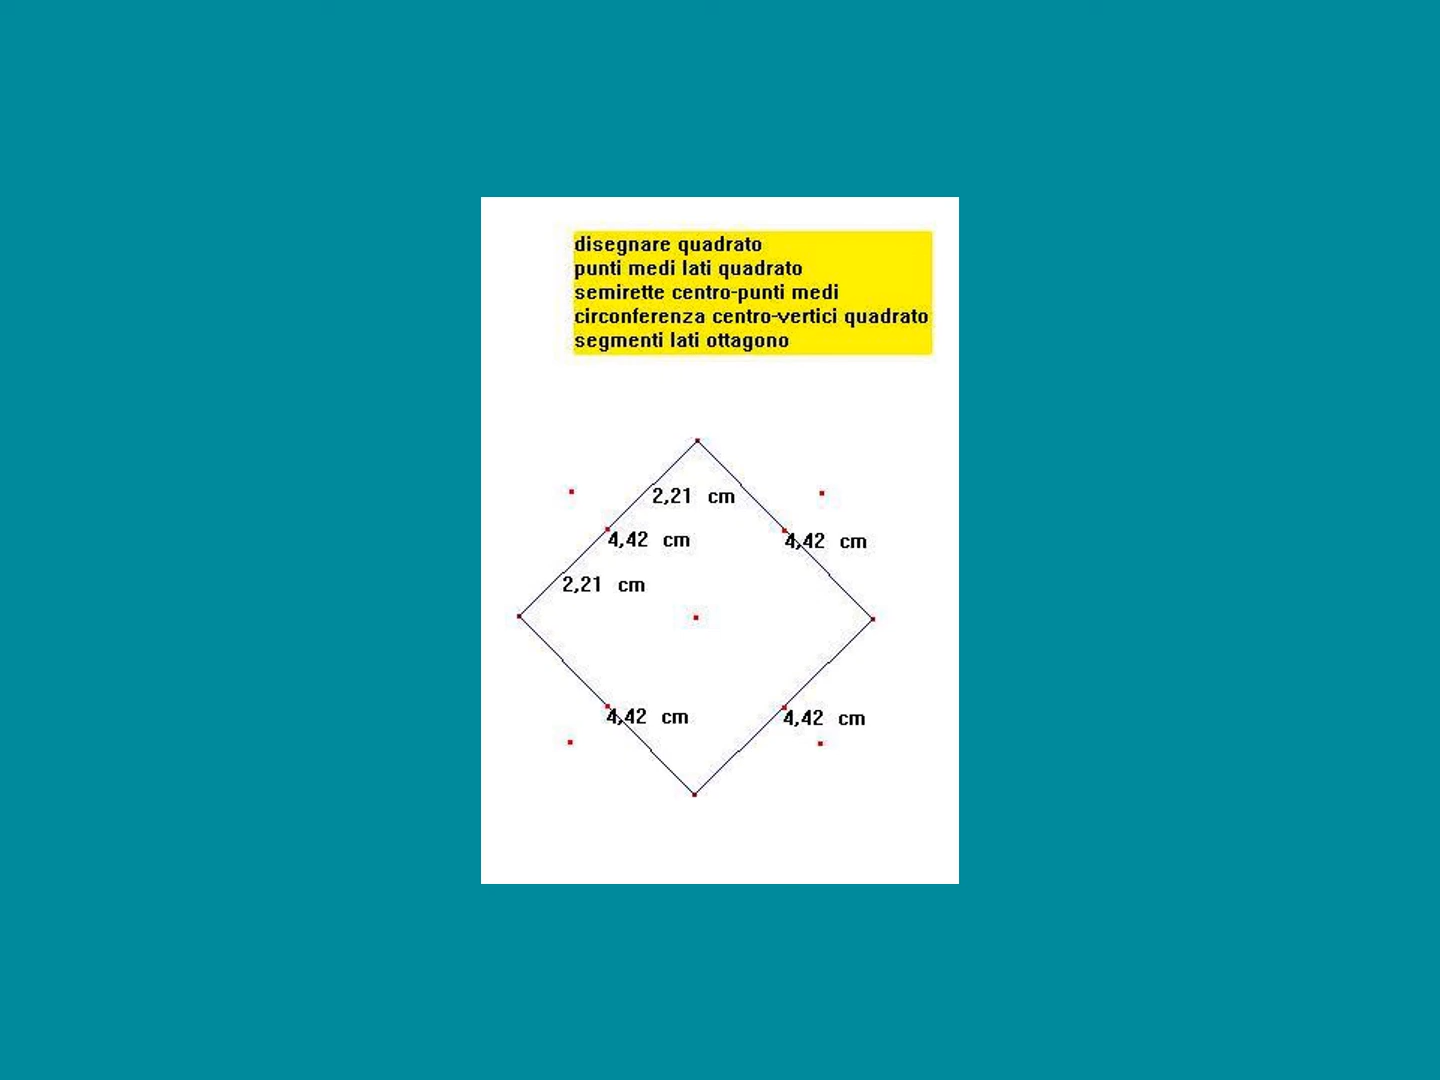 disegnare quadrato
punti medi lati quadrato
semirette centro-punti medi
circonferenza centro-vertici quadrato
segmenti lati ottagono
2,21 cm
4,42 cm
4,42 cm
2,21 cm
4,42 cm
4,42 cm